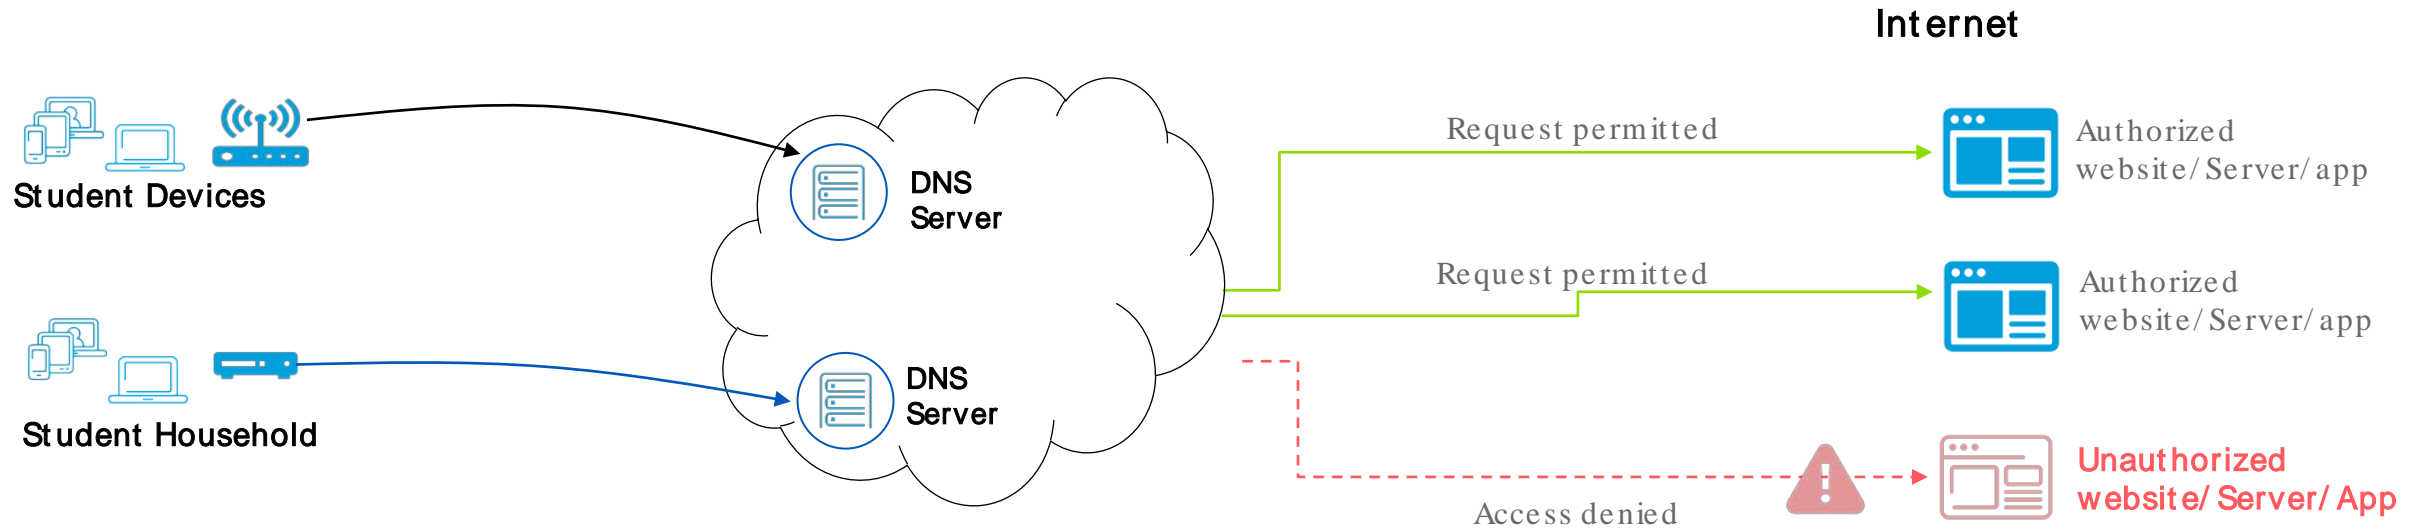 Internet
Student Devices
DNS
Server
Request permitted
Authorized
website/Server/app
Request permitted
Authorized
website/Server/app
Student Household
DNS
Server
Access denied
Unauthorized
website/Server/App